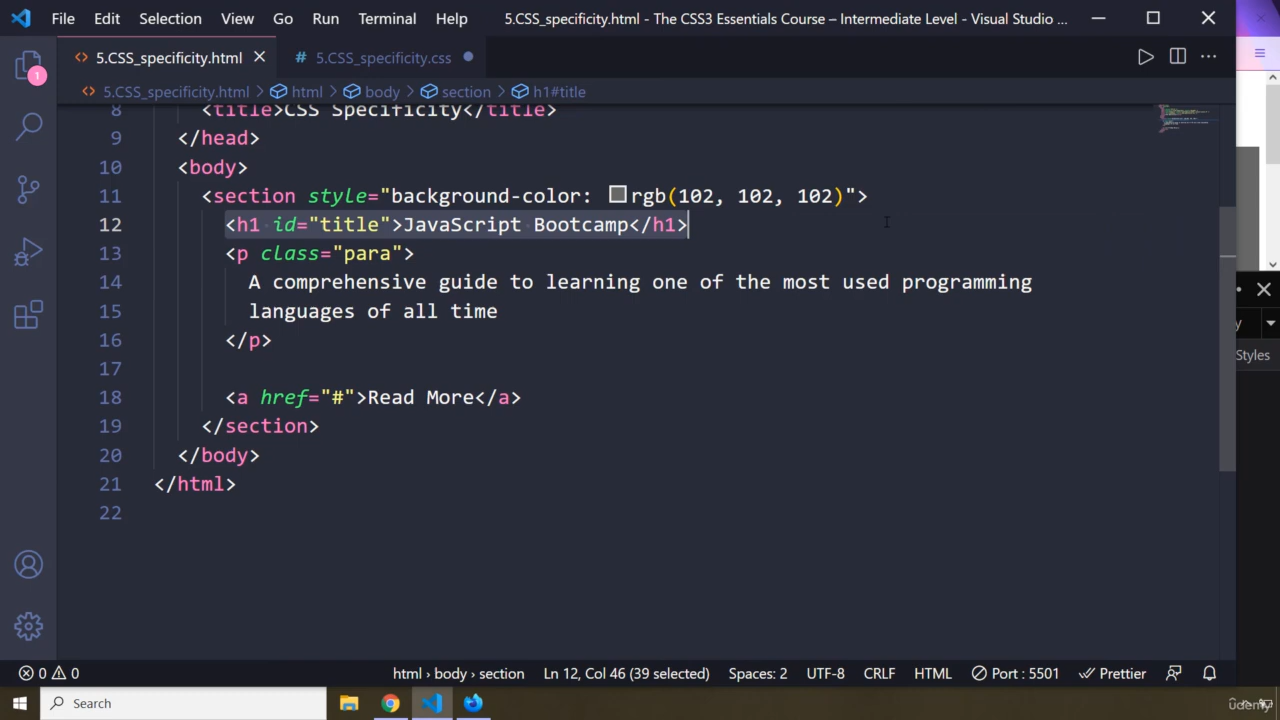 File Edit Selection View Go Run Terminal Help 5.CSS_specificity.html - The CSS3 Essentials Course – Intermediate Level - Visual Studio ...
5.CSS_specificity.html # 5.CSS_specificity.css
1
5.CSS_specificity.html > html > body > section > h1#title
8 <title>CSS Specificity</title>
9 </head>
10 <body>
11 <section style="background-color: rgb(102, 102, 102)">
12 <h1 id="title">JavaScript Bootcamp</h1>
13 <p class="para">
14 A comprehensive guide to learning one of the most used programming
15 languages of all time
16 </p>
17
18 <a href="#">Read More</a>
19 </section>
20 </body>
21 </html>
22
y
Styles
0 0 html › body › section Ln 12, Col 46 (39 selected) Spaces: 2 UTF-8 CRLF HTML Port : 5501 Prettier
Search
udemy